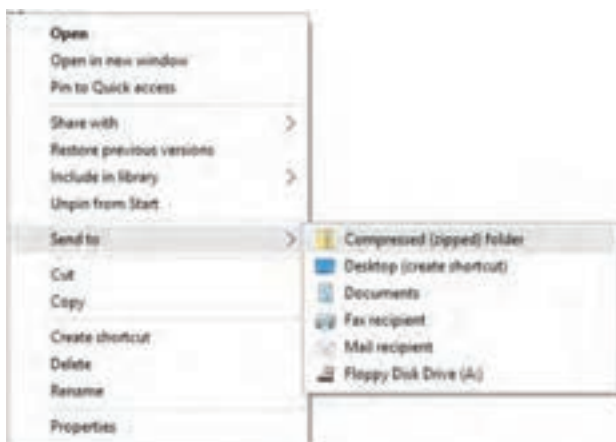 Open
Open in new window
Pin to Quick access
Share with
Restore previous versions
Include in library
Unpin from Start
Send to
Cut
Copy
Create shortcut
Delete
Rename
Properties
Compressed (zipped) folder
Desktop (create shortcut)
Documents
Fax recipient
Mail recipient
Floppy Disk Drive (A:)